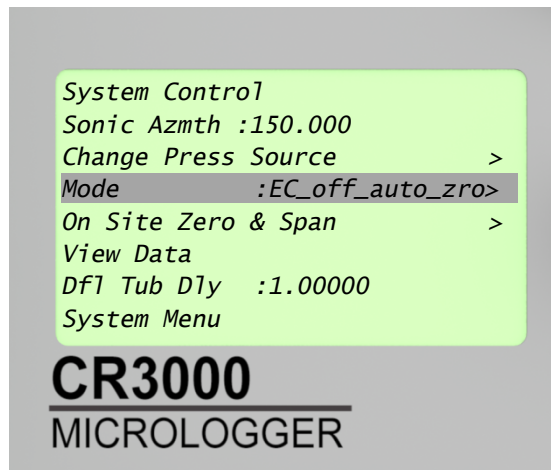 System Control
Sonic Azmth :150.000
Change Press Source >
Mode :EC_off_auto_zro>
On Site Zero & Span >
View Data
Dfl Tub Dly :1.00000
System Menu
CR3000
MICROLOGGER